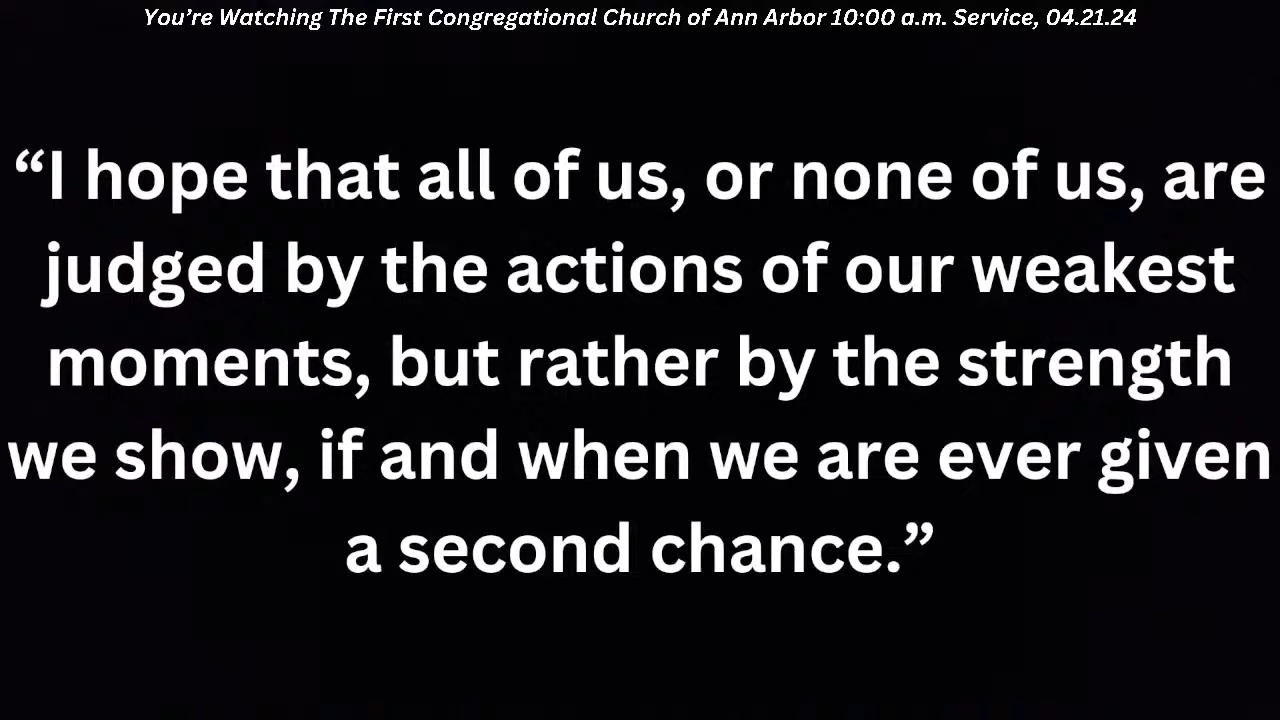 You’re Watching The First Congregational Church of Ann Arbor 10:00 a.m. Service, 04.21.24
“I hope that all of us, or none of us, are
judged by the actions of our weakest
moments, but rather by the strength
we show, if and when we are ever given
a second chance.”